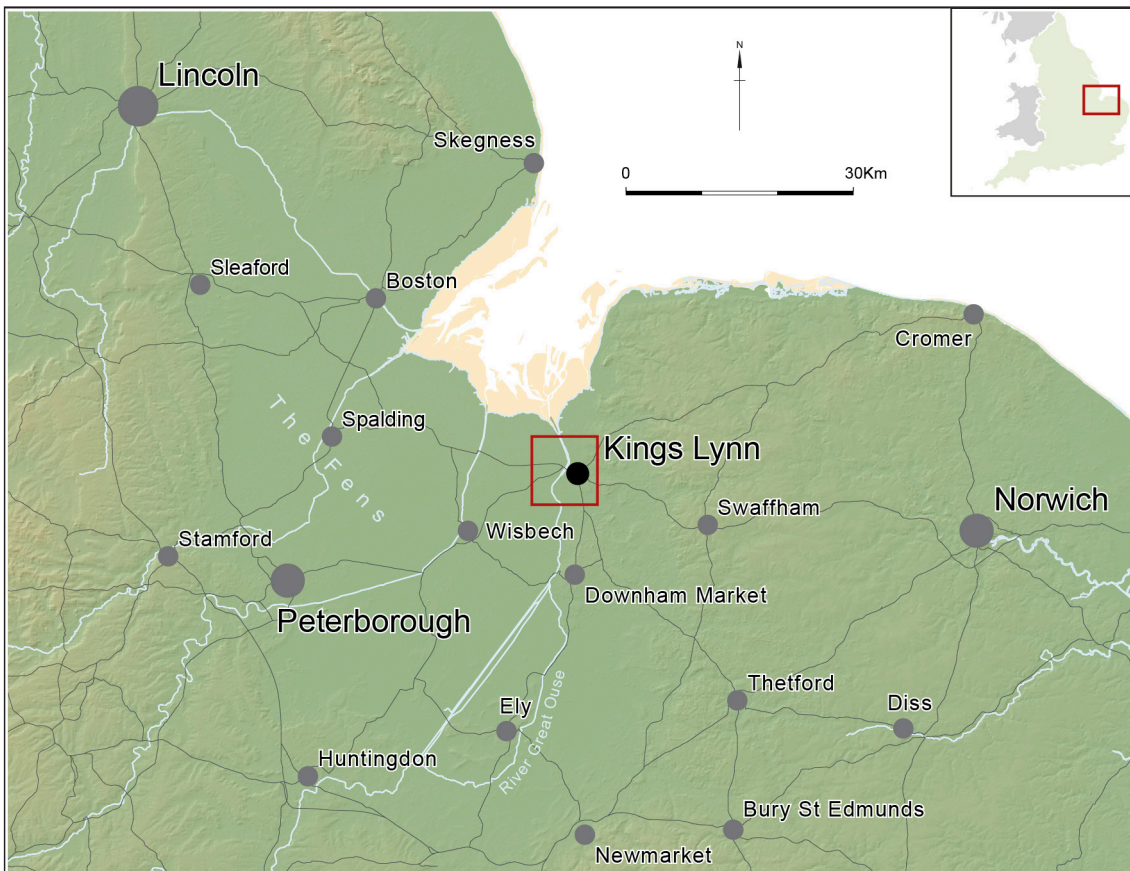 Lincoln
N
Skegness
0
30Km
Sleaford
Boston
Cromer
The Fens
Spalding
Kings Lynn
Swaffham
Norwich
Wisbech
Stamford
Downham Market
Peterborough
Thetford
Diss
Ely
River Great Ouse
Huntingdon
Bury St Edmunds
Newmarket